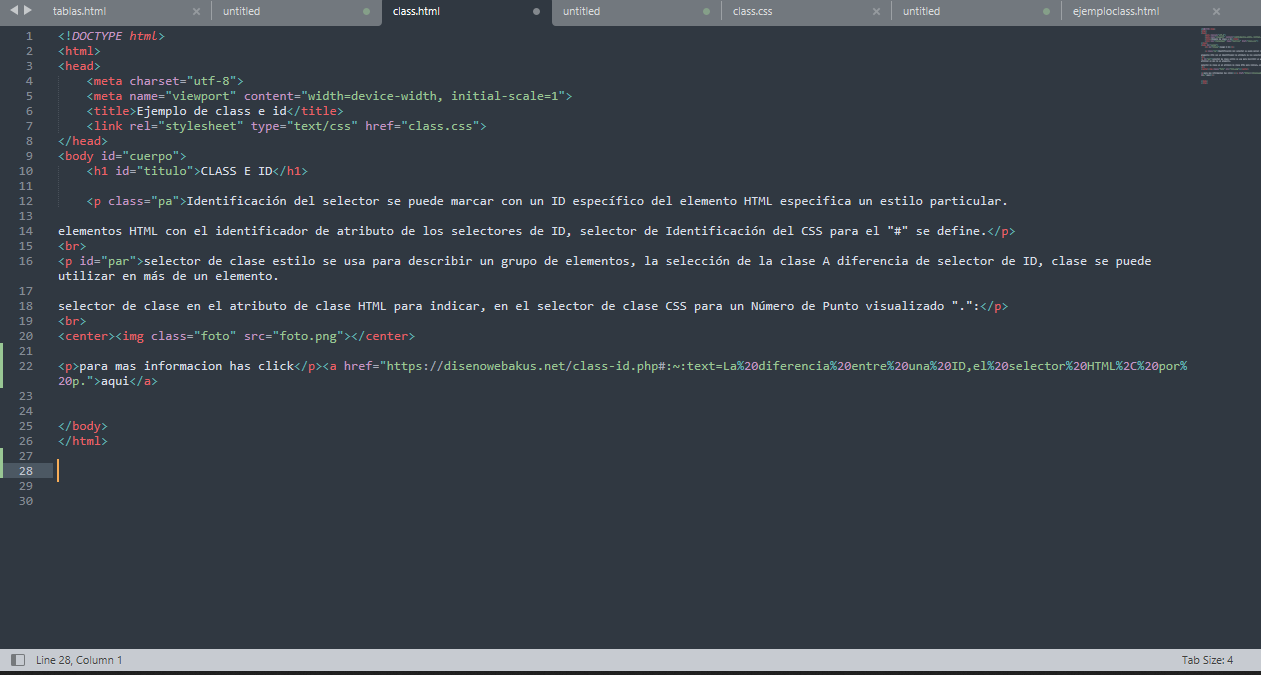 tablas.html × untitled class.html untitled class.css × untitled ejemploclass.html ×
1 <!DOCTYPE html>
2 <html>
3 <head>
4 <meta charset="utf-8">
5 <meta name="viewport" content="width=device-width, initial-scale=1">
6 <title>Ejemplo de class e id</title>
7 <link rel="stylesheet" type="text/css" href="class.css">
8 </head>
9 <body id="cuerpo">
10 <h1 id="titulo">CLASS E ID</h1>
11
12 <p class="pa">Identificación del selector se puede marcar con un ID específico del elemento HTML especifica un estilo particular.
13
14 elementos HTML con el identificador de atributo de los selectores de ID, selector de Identificación del CSS para el "#" se define.</p>
15 <br>
16 <p id="par">selector de clase estilo se usa para describir un grupo de elementos, la selección de la clase A diferencia de selector de ID, clase se puede
utilizar en más de un elemento.
17
18 selector de clase en el atributo de clase HTML para indicar, en el selector de clase CSS para un Número de Punto visualizado ".":</p>
19 <br>
20 <center><img class="foto" src="foto.png"></center>
21
22 <p>para mas informacion has click</p><a href="https://disenowebakus.net/class-id.php#:~:text=La%20diferencia%20entre%20una%20ID,el%20selector%20HTML%2C%20por%
20p.">aqui</a>
23
24
25 </body>
26 </html>
27
28
29
30
Line 28, Column 1 Tab Size: 4